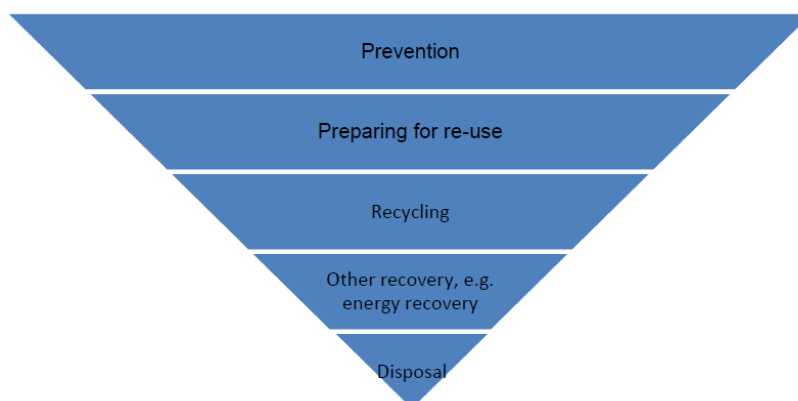 Prevention
Preparing for re-use
Recycling
Other recovery, e.g.
energy recovery
Disposal